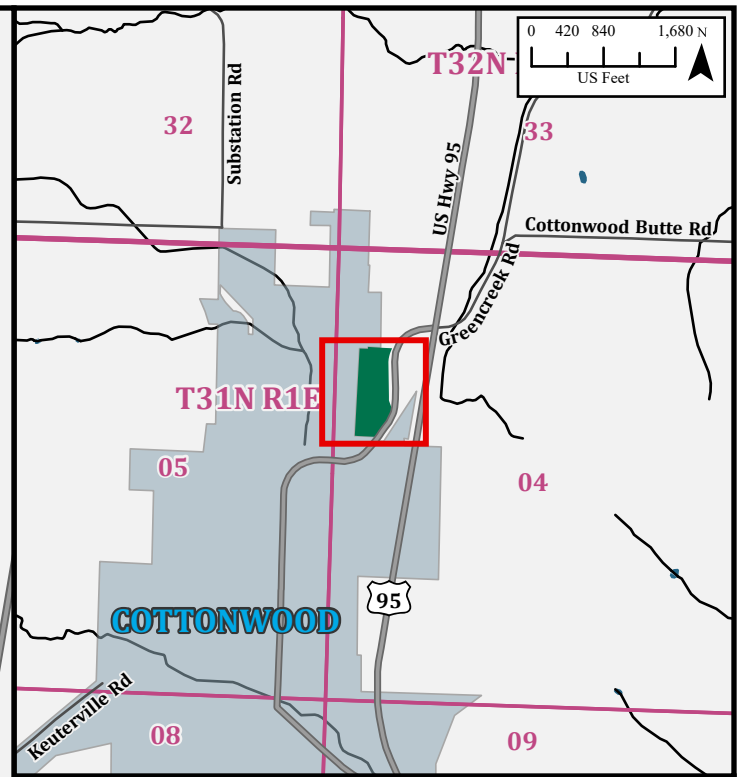 0 420 840 1,680 N
US Feet
T32N
32
Substation Rd
33
US Hwy 95
Cottonwood Butte Rd
Greencreek Rd
T31N R1E
05
04
95
COTTONWOOD
Keuterville Rd
08
09